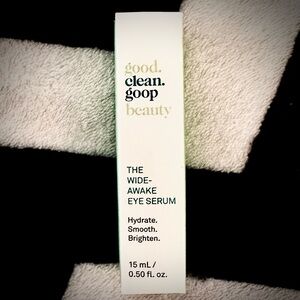 good.
clean.
goop
beauty
THE
WIDE-
AWAKE
EYE SERUM
Hydrate.
Smooth.
Brighten.
15 mL /
0.50 fl. oz.